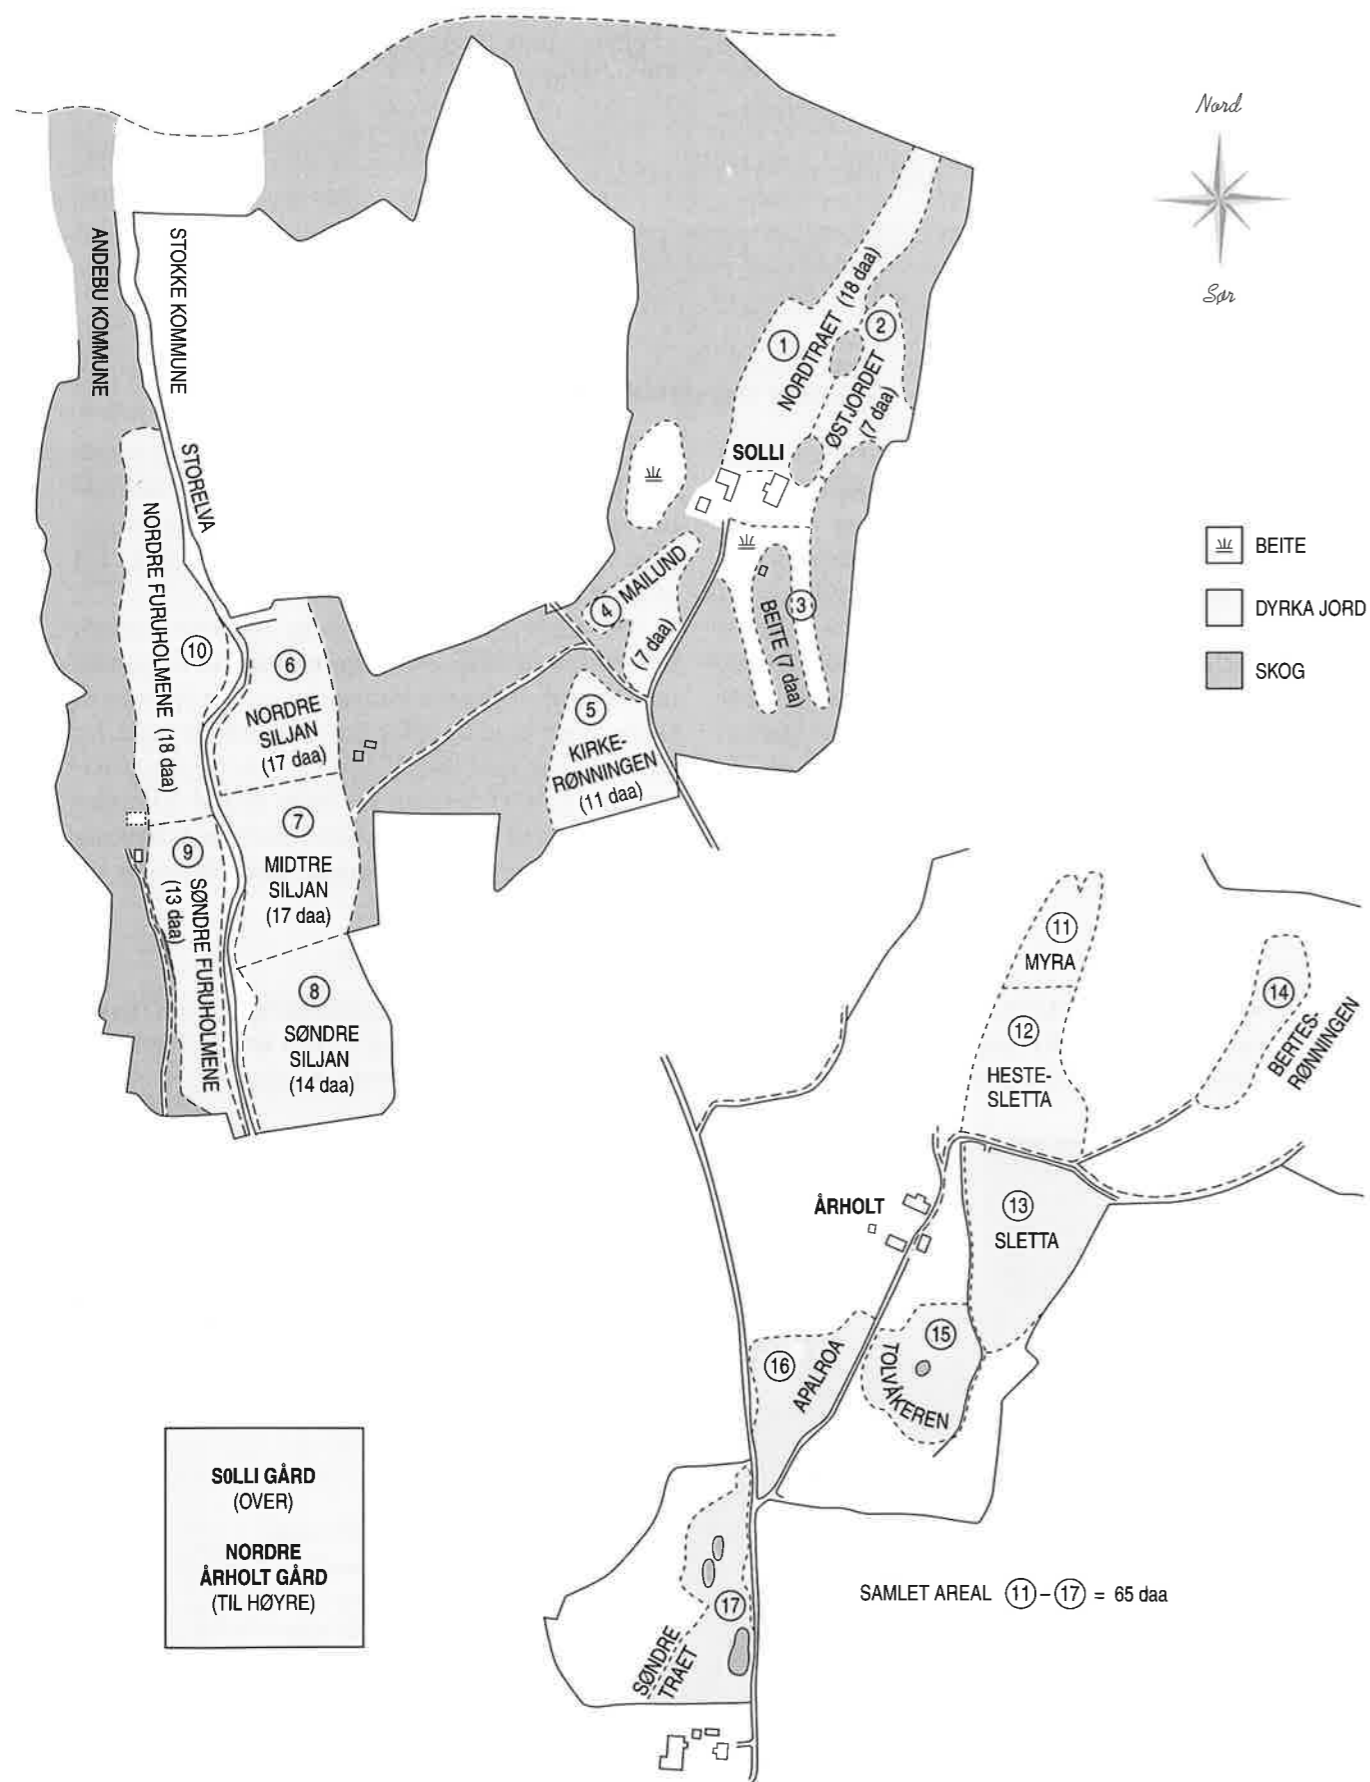 Nord
Sør
ANDEBU KOMMUNE
STOKKE KOMMUNE
STORELVA
1
NORDTRAET (18 daa)
2
ØSTJORDET
(7 daa)
SOLLI
3
BEITE (7 daa)
4 MAILUND
(7 daa)
5
KIRKE-
RØNNINGEN
(11 daa)
6
NORDRE
SILJAN
(17 daa)
7
MIDTRE
SILJAN
(17 daa)
8
SØNDRE
SILJAN
(14 daa)
9
SØNDRE FURUHOLMENE
(13 daa)
10
NORDRE FURUHOLMENE (18 daa)
BEITE
DYRKA JORD
SKOG
11
MYRA
12
HESTE-
SLETTA
13
SLETTA
14
BERTES-
RØNNINGEN
ÅRHOLT
15
TOLVÅKEREN
16
APALROA
17
SØNDRE
TRAET
SAMLET AREAL 11 – 17 = 65 daa
SOLLI GÅRD
(OVER)
NORDRE
ÅRHOLT GÅRD
(TIL HØYRE)